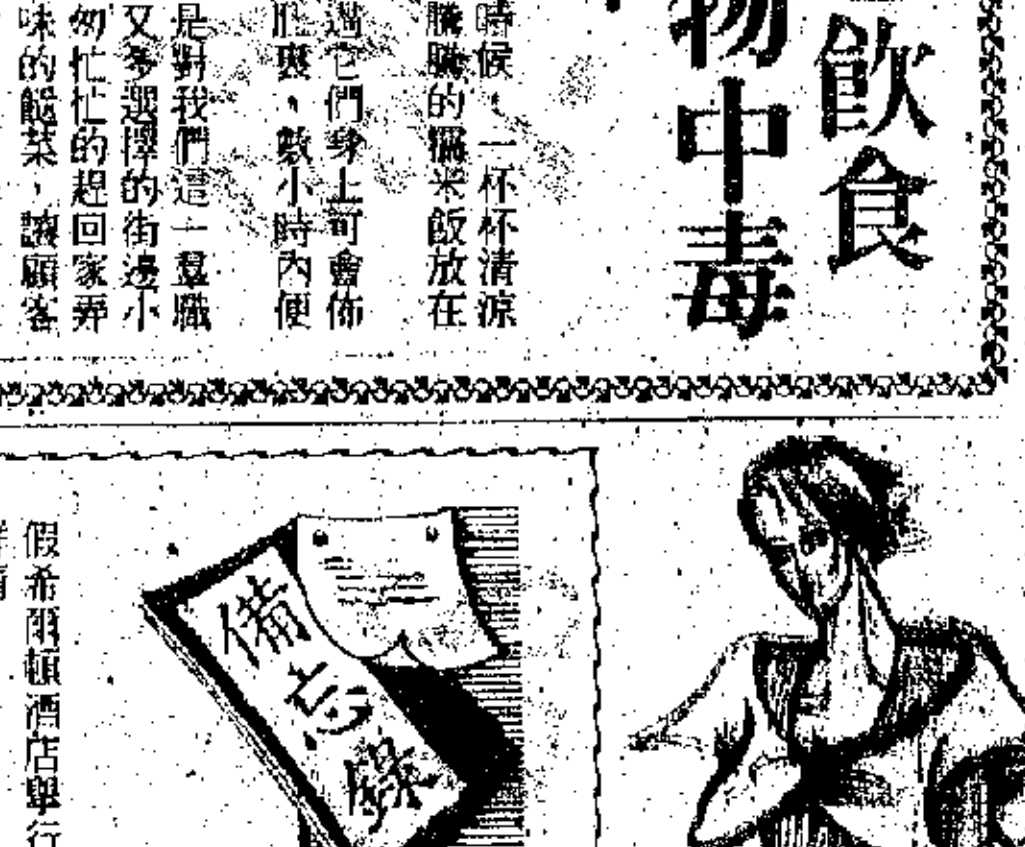 飲食
物中毒
時候，一杯杯清涼
騰騰的糯米飯放在
過它們身上可會佈
肚裏，數小時內便
是對我們這一羣職
又多選擇的街邊小
匆忙忙的趕回家弄
味的餸菜，讓顧客
備忘錄
假希爾頓酒店舉行